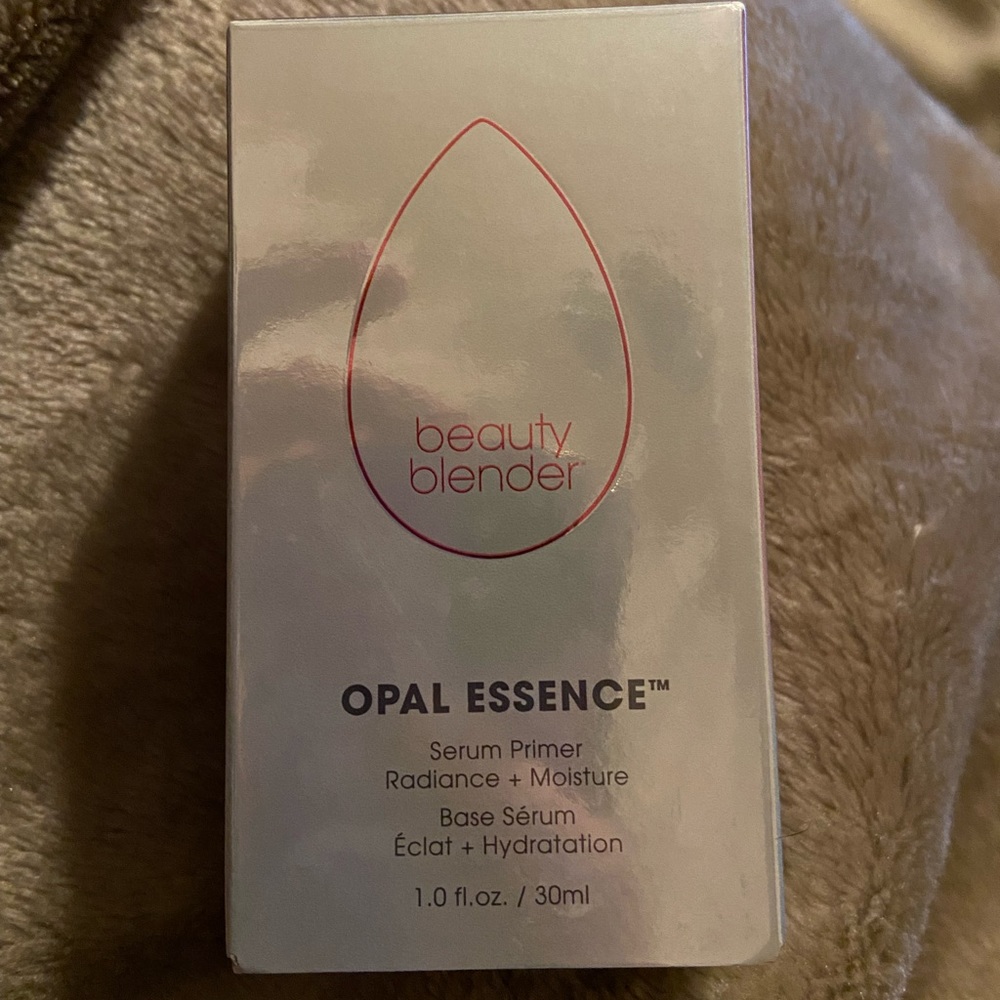 beauty
blender
OPAL ESSENCE™
Serum Primer
Radiance + Moisture
Base Sérum
Éclat + Hydratation
1.0 fl.oz. / 30ml